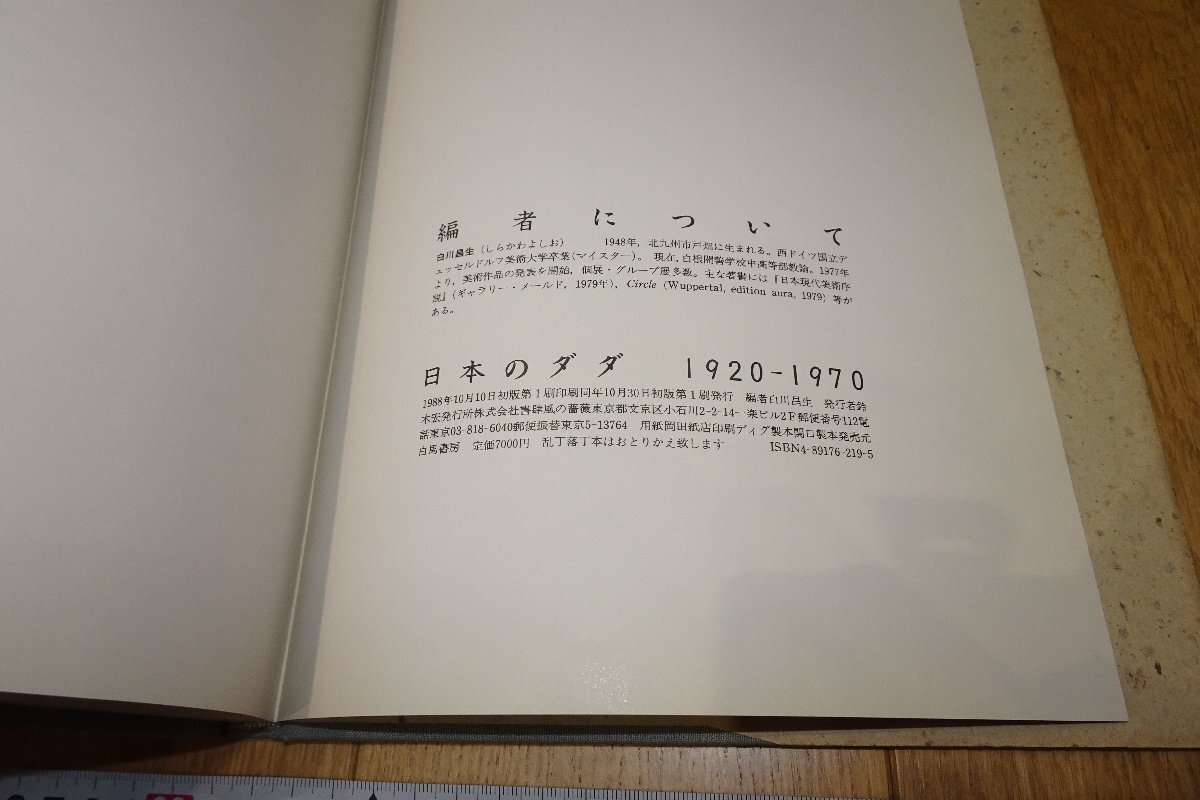 編者について
白川昌生（しらかわよしお）　1948年，北九州市戸畑に生まれる。西ドイツ国立デ
ュッセルドルフ美術大学卒業（マイスター）。現在，白根開善学校中高等部教諭。1977年
より，美術作品の発表を開始，個展・グループ展多数。主な著書には『日本現代美術序
説』（ギャラリー・メールド，1979年），Circle（Wuppertal, edition aura, 1979）等が
ある。
日本のダダ　1920-1970
1988年10月10日初版第1刷印刷同年10月30日初版第1刷発行　編者白川昌生　発行者鈴
木宏発行所株式会社書肆風の薔薇東京都文京区小石川2-2-14-一楽ビル2F郵便番号112電
話東京03-818-6040郵便振替東京5-13764　用紙岡田紙店印刷ディグ製本関口製本発売元
白馬書房　定価7000円　乱丁落丁本はおとりかえ致します　ISBN4-89176-219-5